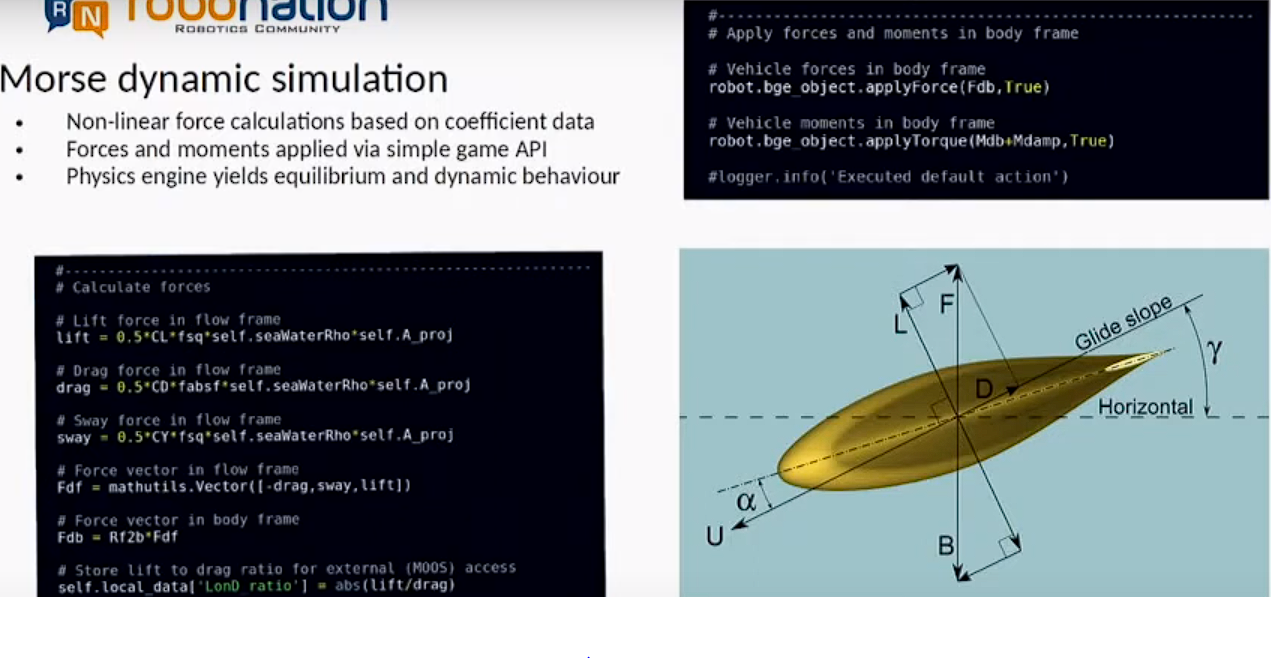 RN robonation
ROBOTICS COMMUNITY
Morse dynamic simulation
• Non-linear force calculations based on coefficient data
• Forces and moments applied via simple game API
• Physics engine yields equilibrium and dynamic behaviour
#------------------------------------------------------------
# Apply forces and moments in body frame
# Vehicle forces in body frame
robot.bge_object.applyForce(Fdb,True)
# Vehicle moments in body frame
robot.bge_object.applyTorque(Mdb+Mdamp,True)
#logger.info('Executed default action')
#------------------------------------------------------------
# Calculate forces
# Lift force in flow frame
lift = 0.5*CL*fsq*self.seaWaterRho*self.A_proj
# Drag force in flow frame
drag = 0.5*CD*fabsf*self.seaWaterRho*self.A_proj
# Sway force in flow frame
sway = 0.5*CY*fsq*self.seaWaterRho*self.A_proj
# Force vector in flow frame
Fdf = mathutils.Vector([-drag,sway,lift])
# Force vector in body frame
Fdb = Rf2b*Fdf
# Store lift to drag ratio for external (MOOS) access
self.local_data['LonD_ratio'] = abs(lift/drag)
F
L
Glide slope
γ
D
Horizontal
α
U
B